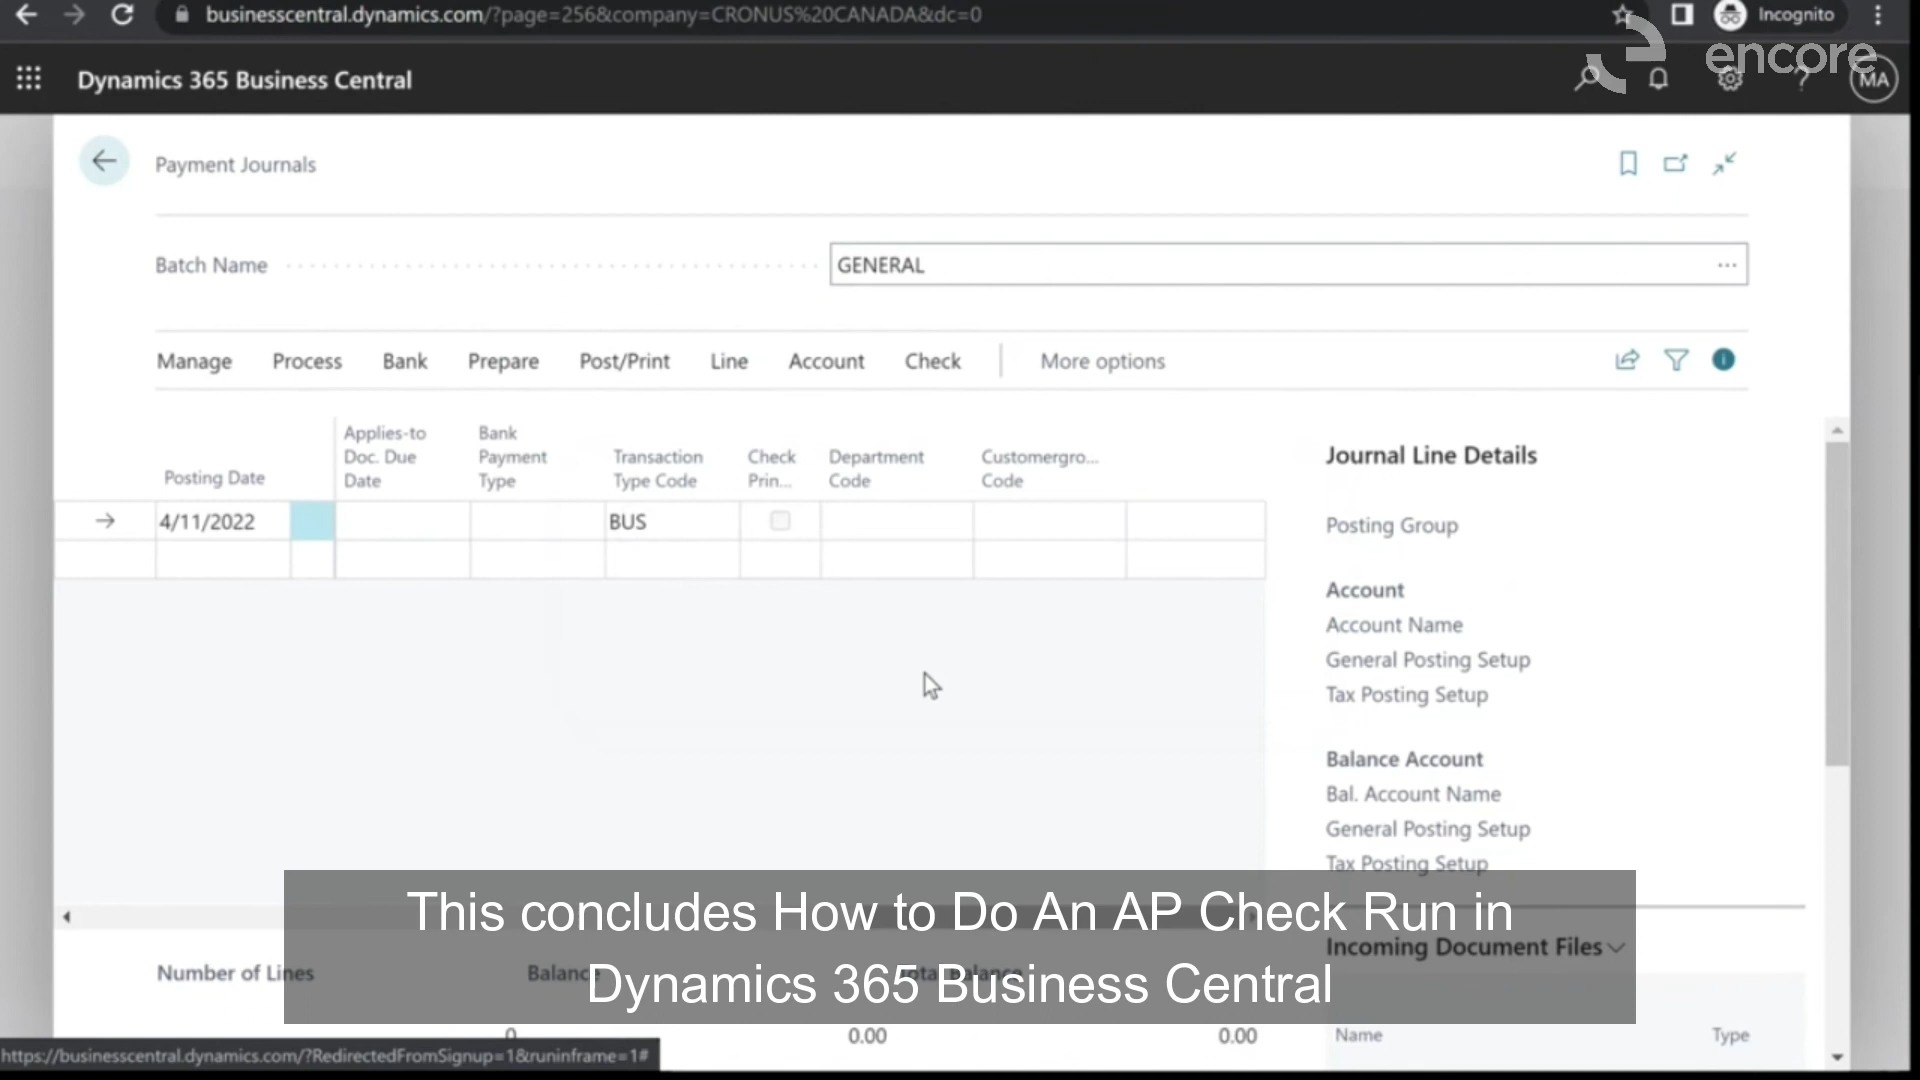 businesscentral.dynamics.com/?page=256&company=CRONUS%20CANADA&dc=0
Incognito
encore
Dynamics 365 Business Central
?
MA
Payment Journals
Batch Name
GENERAL
Manage Process Bank Prepare Post/Print Line Account Check More options
Posting Date
Applies-to
Doc. Due
Date
Bank
Payment
Type
Transaction
Type Code
Check
Prin...
Department
Code
Customergro...
Code
4/11/2022
BUS
Journal Line Details
Posting Group
Account
Account Name
General Posting Setup
Tax Posting Setup
Balance Account
Bal. Account Name
General Posting Setup
Tax Posting Setup
Incoming Document Files
Name Type
Number of Lines Balance Total Balance
0 0.00 0.00
This concludes How to Do An AP Check Run in
Dynamics 365 Business Central
https://businesscentral.dynamics.com/?RedirectedFromSignup=1&runinframe=1#